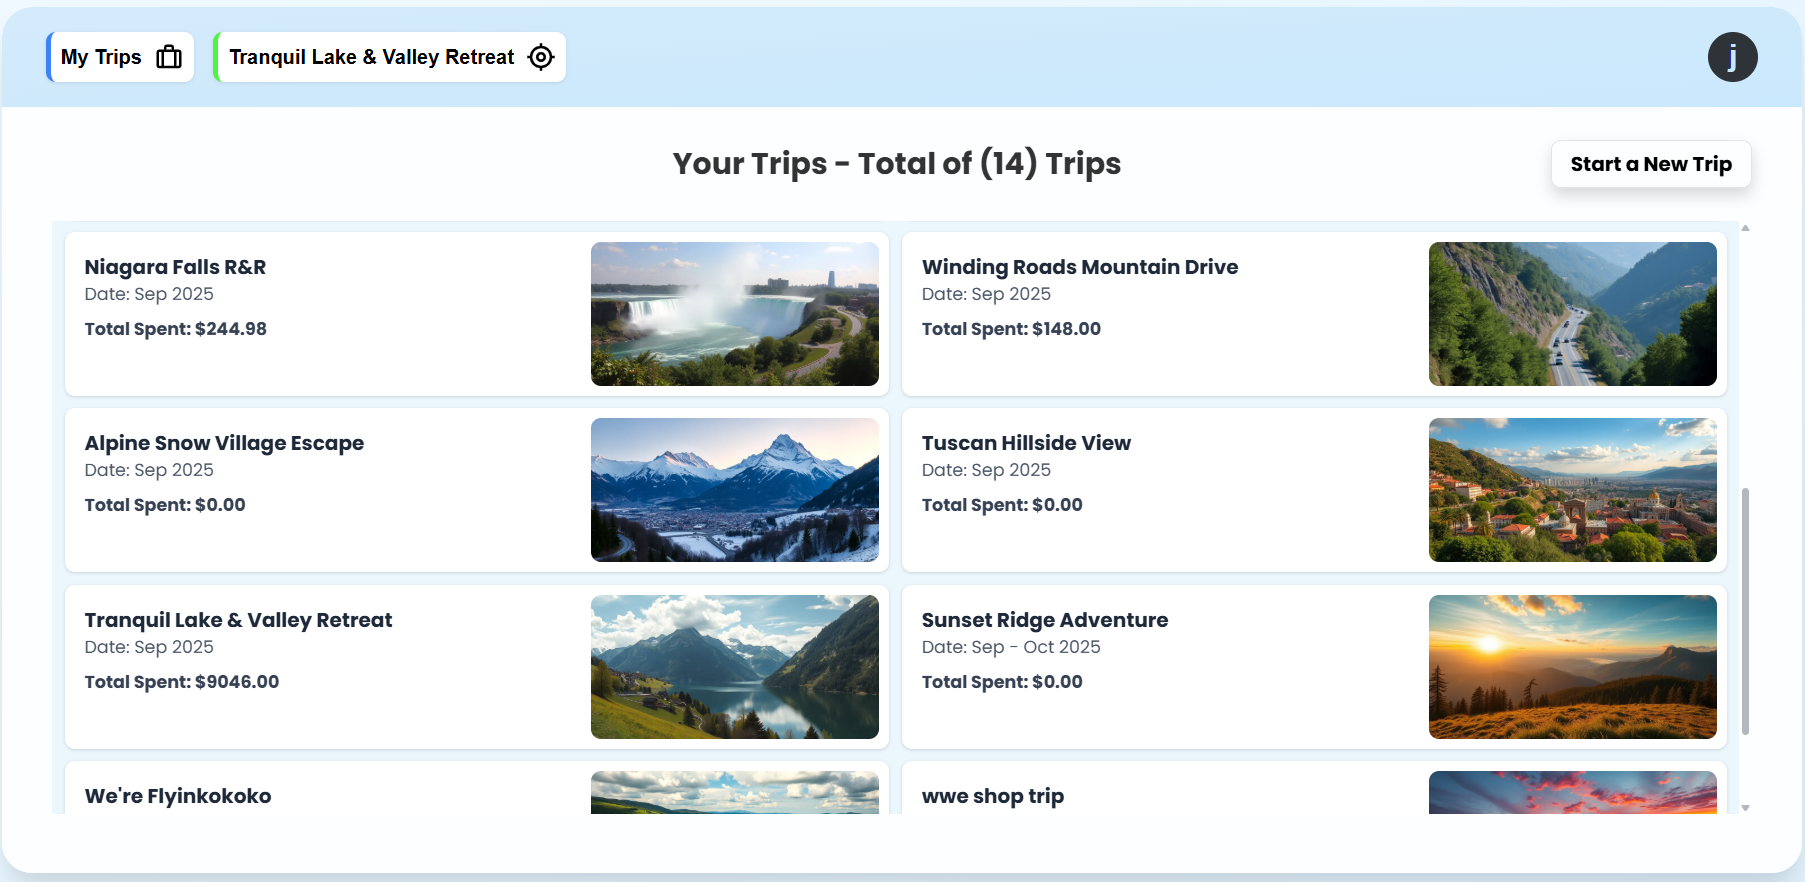 My Trips
Tranquil Lake & Valley Retreat
j
Your Trips - Total of (14) Trips
Start a New Trip
Niagara Falls R&R
Date: Sep 2025
Total Spent: $244.98
Winding Roads Mountain Drive
Date: Sep 2025
Total Spent: $148.00
Alpine Snow Village Escape
Date: Sep 2025
Total Spent: $0.00
Tuscan Hillside View
Date: Sep 2025
Total Spent: $0.00
Tranquil Lake & Valley Retreat
Date: Sep 2025
Total Spent: $9046.00
Sunset Ridge Adventure
Date: Sep - Oct 2025
Total Spent: $0.00
We're Flyinkokoko
wwe shop trip